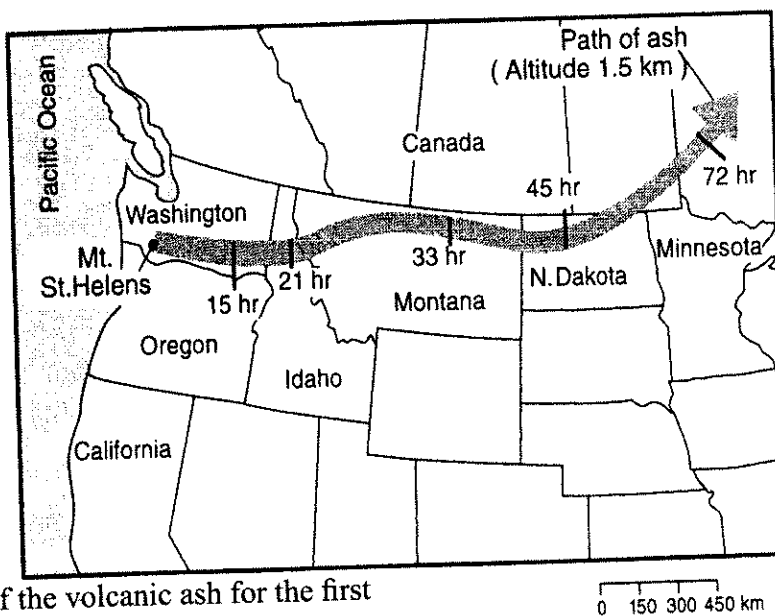 Path of ash
( Altitude 1.5 km )
Pacific Ocean
Canada
45 hr
72 hr
Washington
Mt.
St.Helens
15 hr
21 hr
33 hr
Montana
N.Dakota
Minnesota
Oregon
Idaho
California
f the volcanic ash for the first
0 150 300 450 km